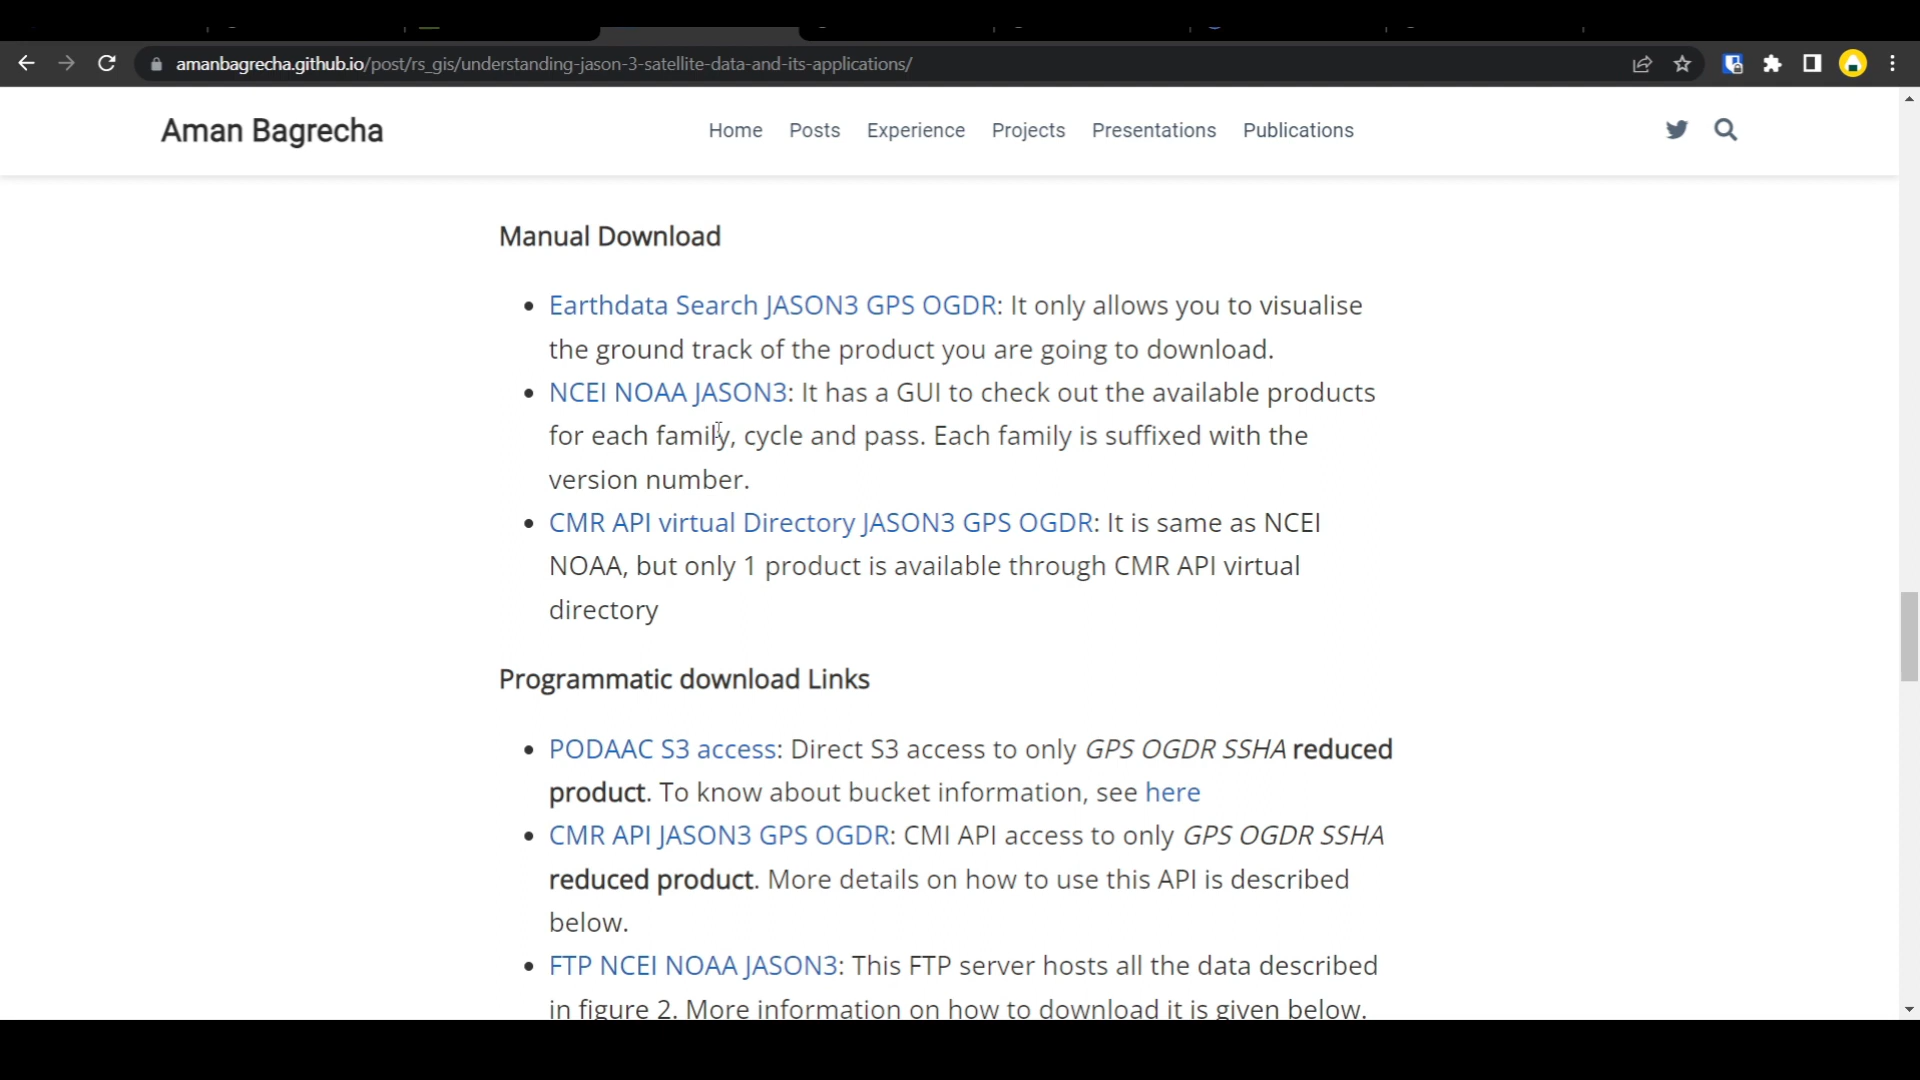 amanbagrecha.github.io/post/rs_gis/understanding-jason-3-satellite-data-and-its-applications/
Aman Bagrecha
Home Posts Experience Projects Presentations Publications
Manual Download
• Earthdata Search JASON3 GPS OGDR: It only allows you to visualise
the ground track of the product you are going to download.
• NCEI NOAA JASON3: It has a GUI to check out the available products
for each family, cycle and pass. Each family is suffixed with the
version number.
• CMR API virtual Directory JASON3 GPS OGDR: It is same as NCEI
NOAA, but only 1 product is available through CMR API virtual
directory
Programmatic download Links
• PODAAC S3 access: Direct S3 access to only GPS OGDR SSHA reduced
product. To know about bucket information, see here
• CMR API JASON3 GPS OGDR: CMI API access to only GPS OGDR SSHA
reduced product. More details on how to use this API is described
below.
• FTP NCEI NOAA JASON3: This FTP server hosts all the data described
in figure 2. More information on how to download it is given below.